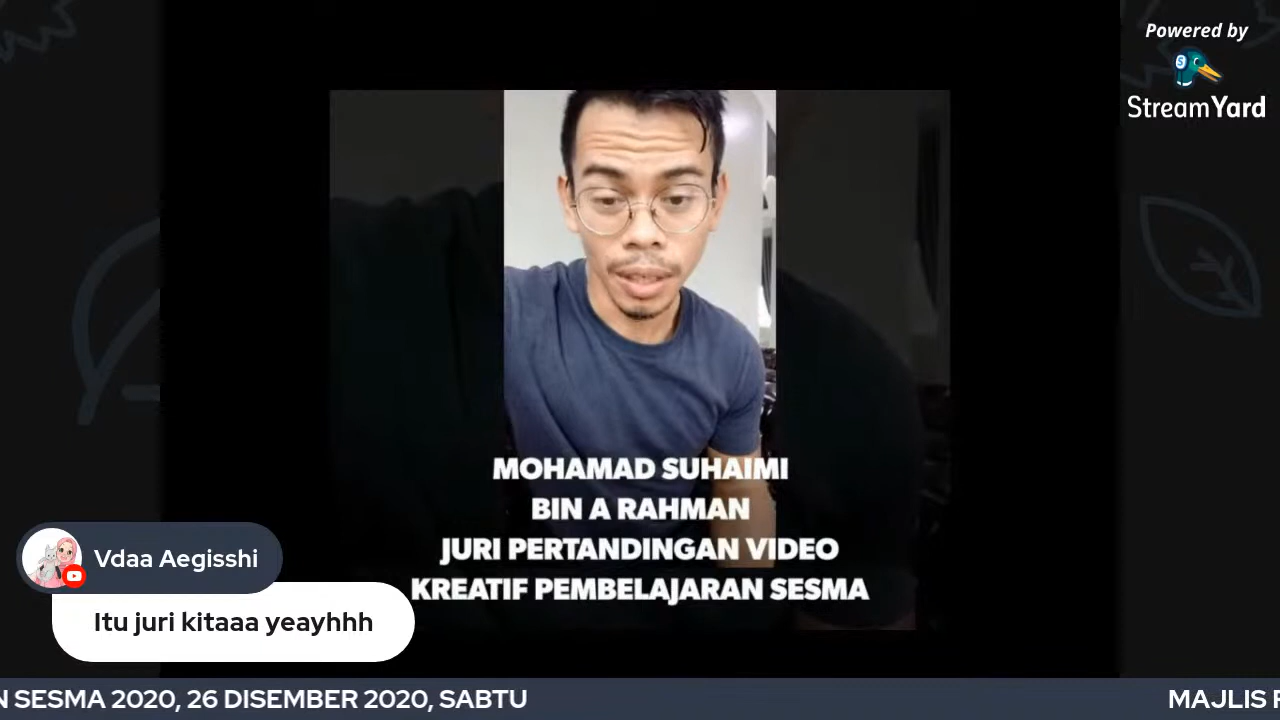 Powered by
StreamYard
MOHAMAD SUHAIMI
BIN A RAHMAN
JURI PERTANDINGAN VIDEO
KREATIF PEMBELAJARAN SESMA
Vdaa Aegisshi
Itu juri kitaaa yeayhhh
N SESMA 2020, 26 DISEMBER 2020, SABTU
MAJLIS